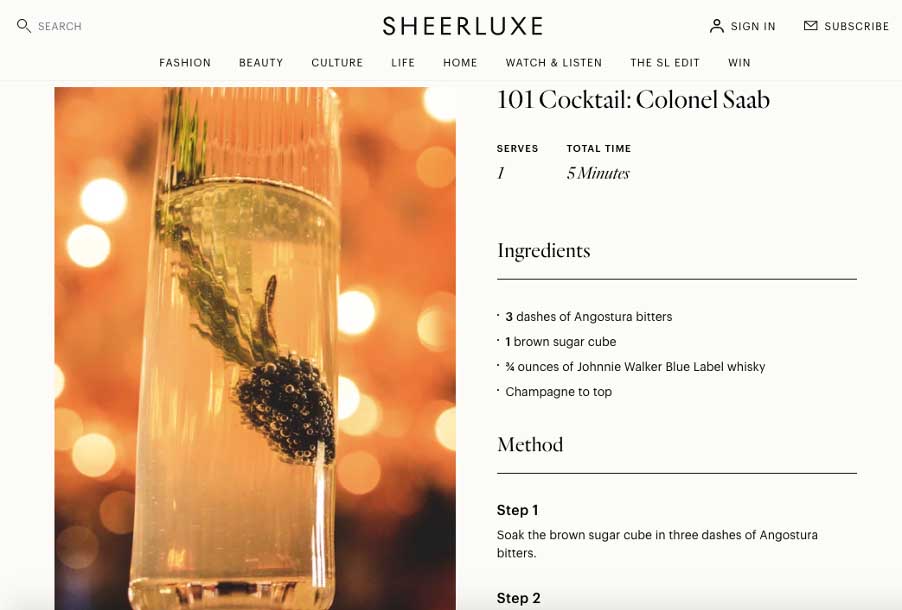 SEARCH
SHEERLUXE
SIGN IN
SUBSCRIBE
FASHION BEAUTY CULTURE LIFE HOME WATCH & LISTEN THE SL EDIT WIN
101 Cocktail: Colonel Saab
SERVES TOTAL TIME
1 5 Minutes
Ingredients
· 3 dashes of Angostura bitters
· 1 brown sugar cube
· ¾ ounces of Johnnie Walker Blue Label whisky
· Champagne to top
Method
Step 1
Soak the brown sugar cube in three dashes of Angostura
bitters.
Step 2